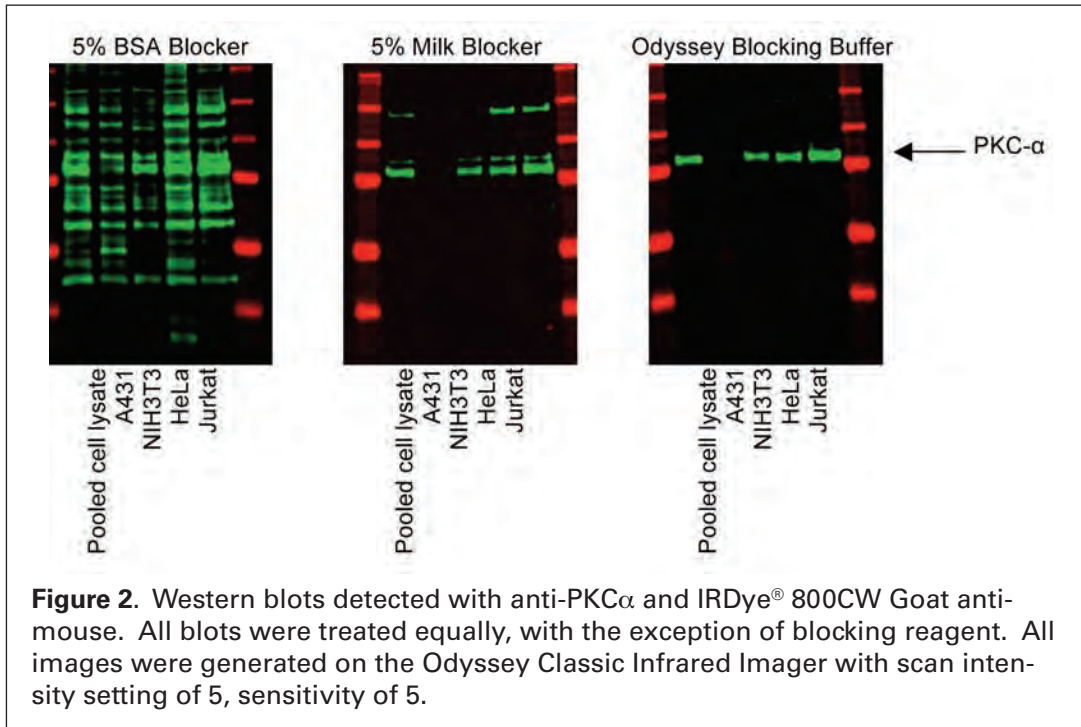 5% BSA Blocker
5% Milk Blocker
Odyssey Blocking Buffer
PKC-α
Pooled cell lysate
A431
NIH3T3
HeLa
Jurkat
Pooled cell lysate
A431
NIH3T3
HeLa
Jurkat
Pooled cell lysate
A431
NIH3T3
HeLa
Jurkat
Figure 2. Western blots detected with anti-PKCα and IRDye® 800CW Goat anti-
mouse. All blots were treated equally, with the exception of blocking reagent. All
images were generated on the Odyssey Classic Infrared Imager with scan inten-
sity setting of 5, sensitivity of 5.